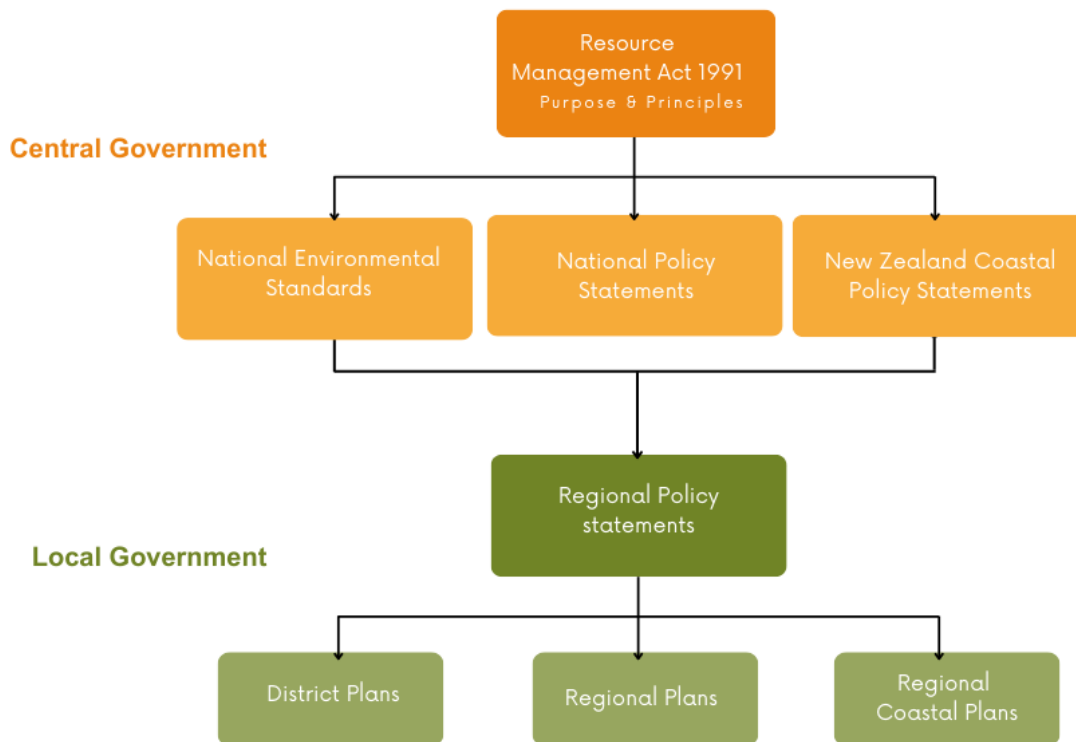 Resource
Management Act 1991
Purpose & Principles
Central Government
National Environmental
Standards
National Policy
Statements
New Zealand Coastal
Policy Statements
Regional Policy
statements
Local Government
District Plans
Regional Plans
Regional
Coastal Plans